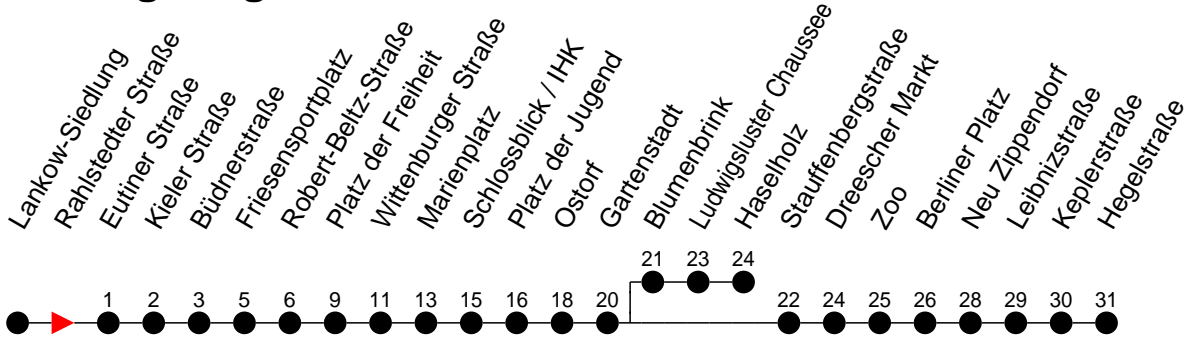 Lankow-Siedlung
Rahlstedter Straße
Eutiner Straße
Kieler Straße
Büdnerstraße
Friesensportplatz
Robert-Beltz-Straße
Platz der Freiheit
Wittenburger Straße
Marienplatz
Schlossblick / IHK
Platz der Jugend
Ostorf
Gartenstadt
Blumenbrink
Ludwigsluster Chaussee
Haselholz
Stauffenbergstraße
Dreescher Markt
Zoo
Berliner Platz
Neu Zippendorf
Leibnizstraße
Keplerstraße
Hegelstraße
21 23 24
1 2 3 5 6 9 11 13 15 16 18 20 22 24 25 26 28 29 30 31